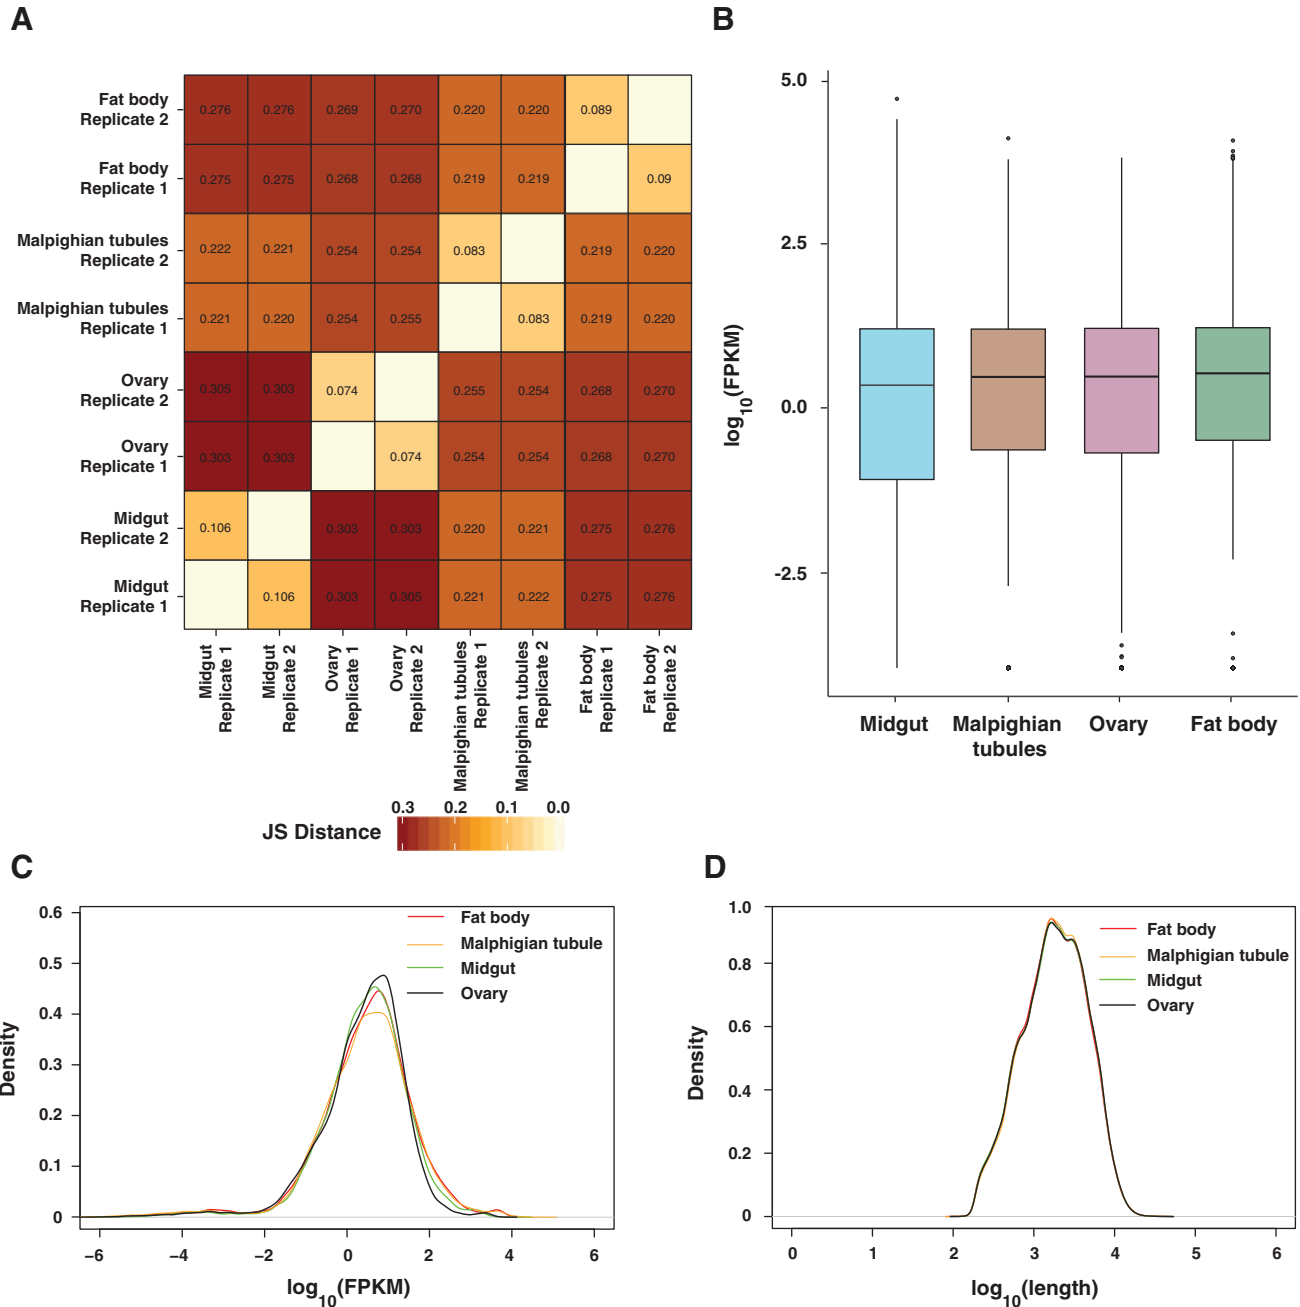 A
Fat body
Replicate 2
0.276 0.276 0.269 0.270 0.220 0.220 0.089
Fat body
Replicate 1
0.275 0.275 0.268 0.268 0.219 0.219 0.09
Malpighian tubules
Replicate 2
0.222 0.221 0.254 0.254 0.083 0.219 0.220
Malpighian tubules
Replicate 1
0.221 0.220 0.254 0.255 0.083 0.219 0.220
Ovary
Replicate 2
0.305 0.303 0.074 0.255 0.254 0.268 0.270
Ovary
Replicate 1
0.303 0.303 0.074 0.254 0.254 0.268 0.270
Midgut
Replicate 2
0.106 0.303 0.303 0.220 0.221 0.275 0.276
Midgut
Replicate 1
0.106 0.303 0.305 0.221 0.222 0.275 0.276
Midgut
Replicate 1
Midgut
Replicate 2
Ovary
Replicate 1
Ovary
Replicate 2
Malpighian tubules
Replicate 1
Malpighian tubules
Replicate 2
Fat body
Replicate 1
Fat body
Replicate 2
JS Distance
0.3 0.2 0.1 0.0
B
log10(FPKM)
5.0
2.5
0.0
-2.5
Midgut
Malpighian
tubules
Ovary
Fat body
C
Density
0.6
0.5
0.4
0.3
0.2
0.1
0
Fat body
Malphigian tubule
Midgut
Ovary
−6 −4 −2 0 2 4 6
log10(FPKM)
D
Density
1.0
0.8
0.6
0.4
0.2
0
Fat body
Malphigian tubule
Midgut
Ovary
0 1 2 3 4 5 6
log10(length)